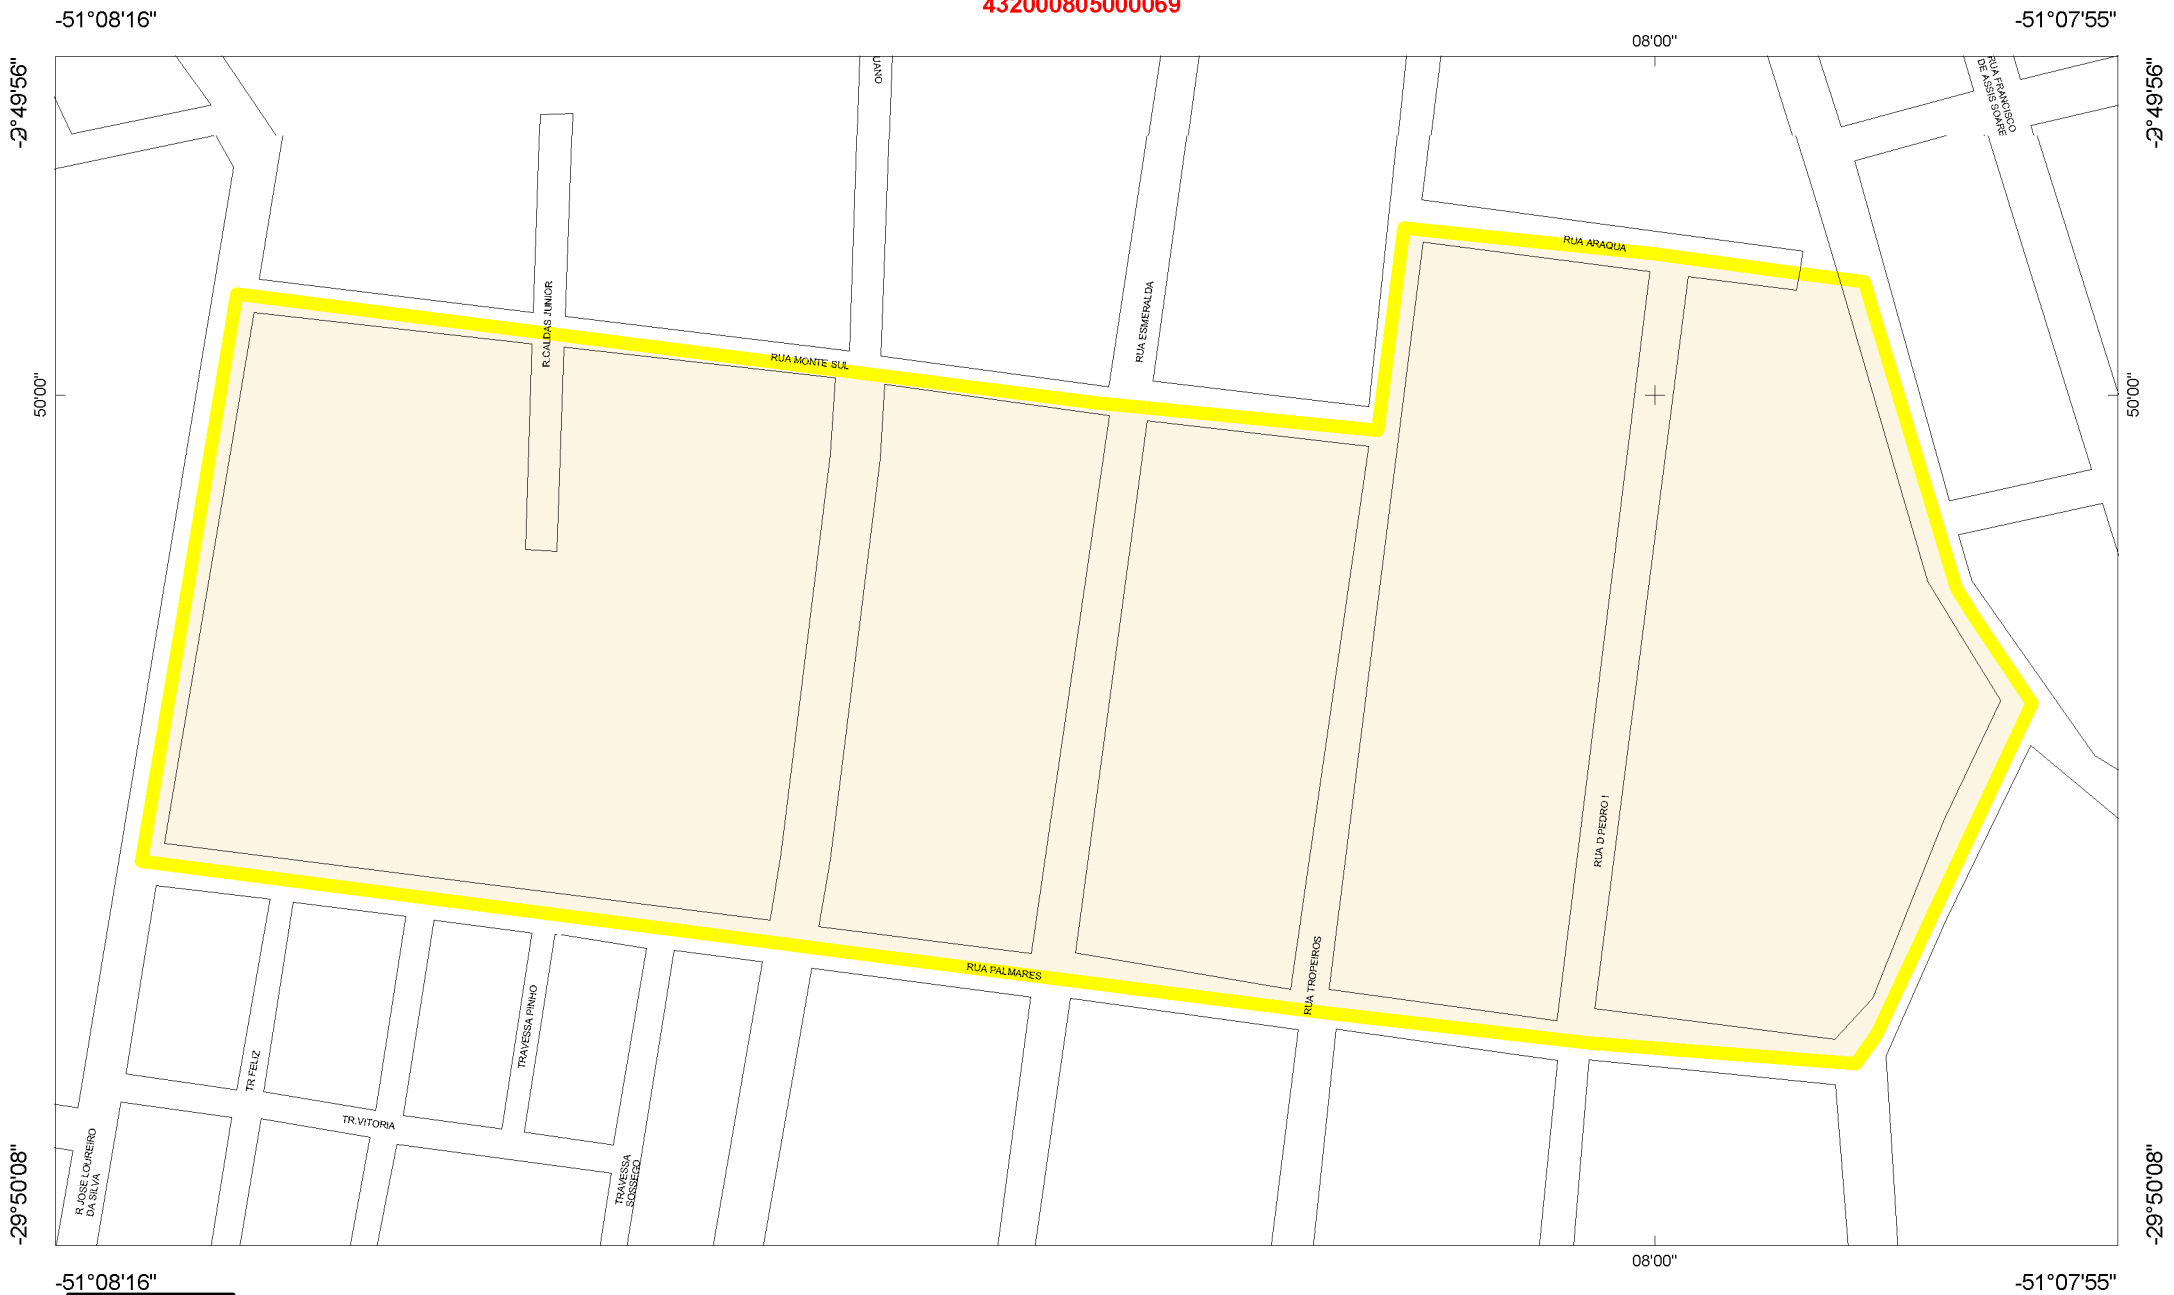 432000805000069
-51°08'16"
-51°07'55"
08'00"
-29°49'56"
-29°49'56"
UANO
RUA FRANCISCO
DE ASSIS SOARE
RUA ARAQUA
R.CALDAS JUNIOR
RUA ESMERALDA
RUA MONTE SUL
50'00"
50'00"
RUA D PEDRO I
RUA PALMARES
RUA TROPEIROS
TRAVESSA PINHO
TR FELIZ
TR.VITORIA
R JOSE LOUREIRO
DA SILVA
TRAVESSA
SOSSEGO
-29°50'08"
-29°50'08"
08'00"
-51°08'16"
-51°07'55"